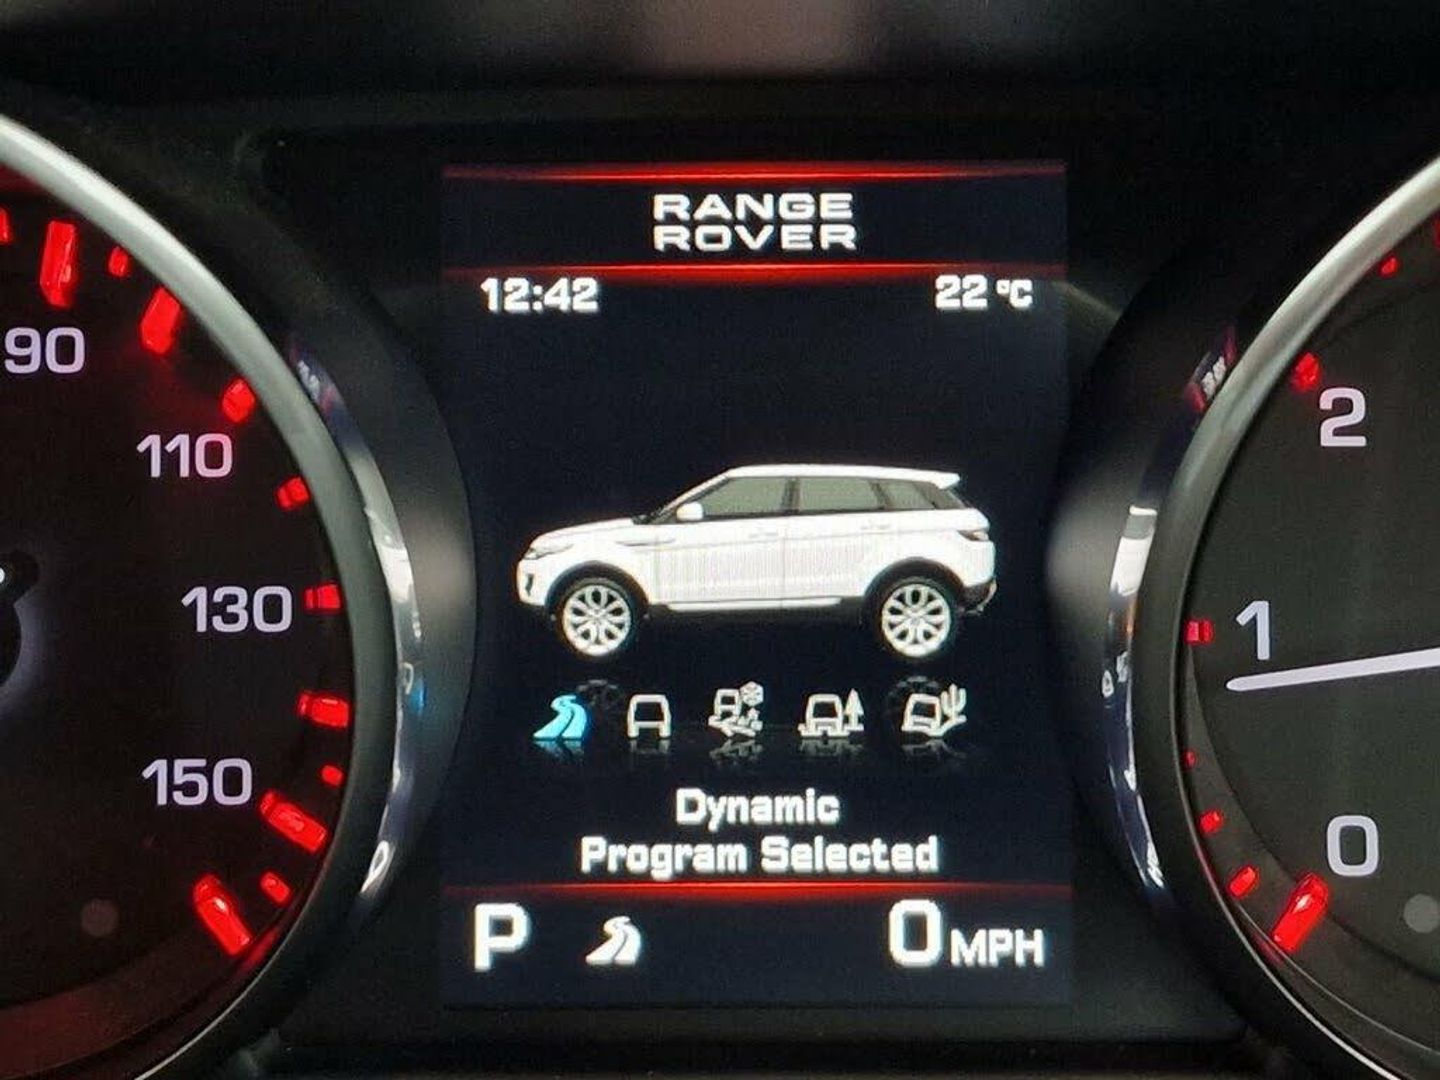 RANGE
ROVER
12:42 22 °C
90
110
130
150
2
1
0
Dynamic
Program Selected
P 0 MPH